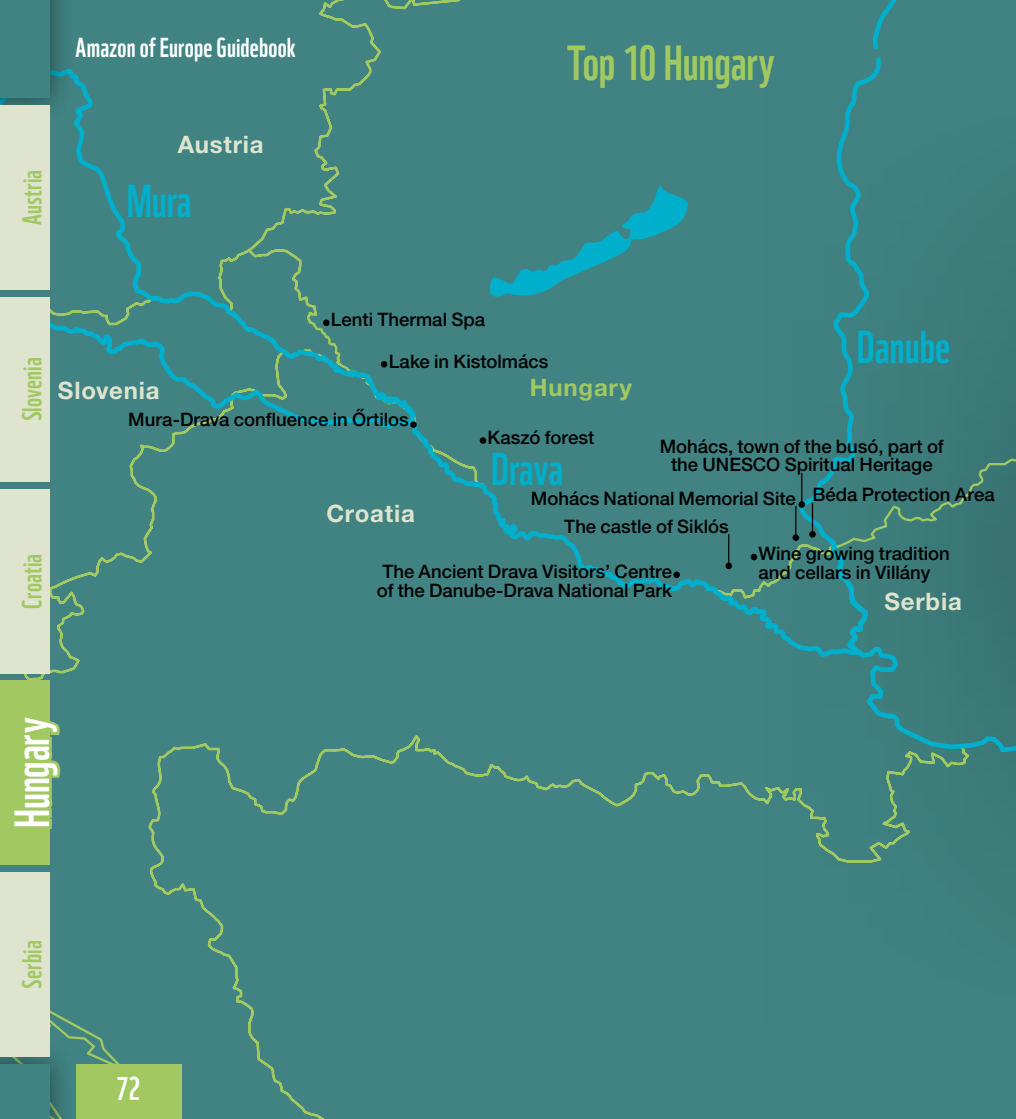 Amazon of Europe Guidebook
Top 10 Hungary
Austria
Mura
Lenti Thermal Spa
Lake in Kistolmács
Danube
Hungary
Slovenia
Mura-Drava confluence in Őrtilos
Kaszó forest
Drava
Mohács, town of the busó, part of
the UNESCO Spiritual Heritage
Mohács National Memorial Site
Béda Protection Area
Croatia
The castle of Siklós
Wine growing tradition
and cellars in Villány
The Ancient Drava Visitors’ Centre
of the Danube-Drava National Park
Serbia
Austria
Slovenia
Croatia
Hungary
Serbia
72